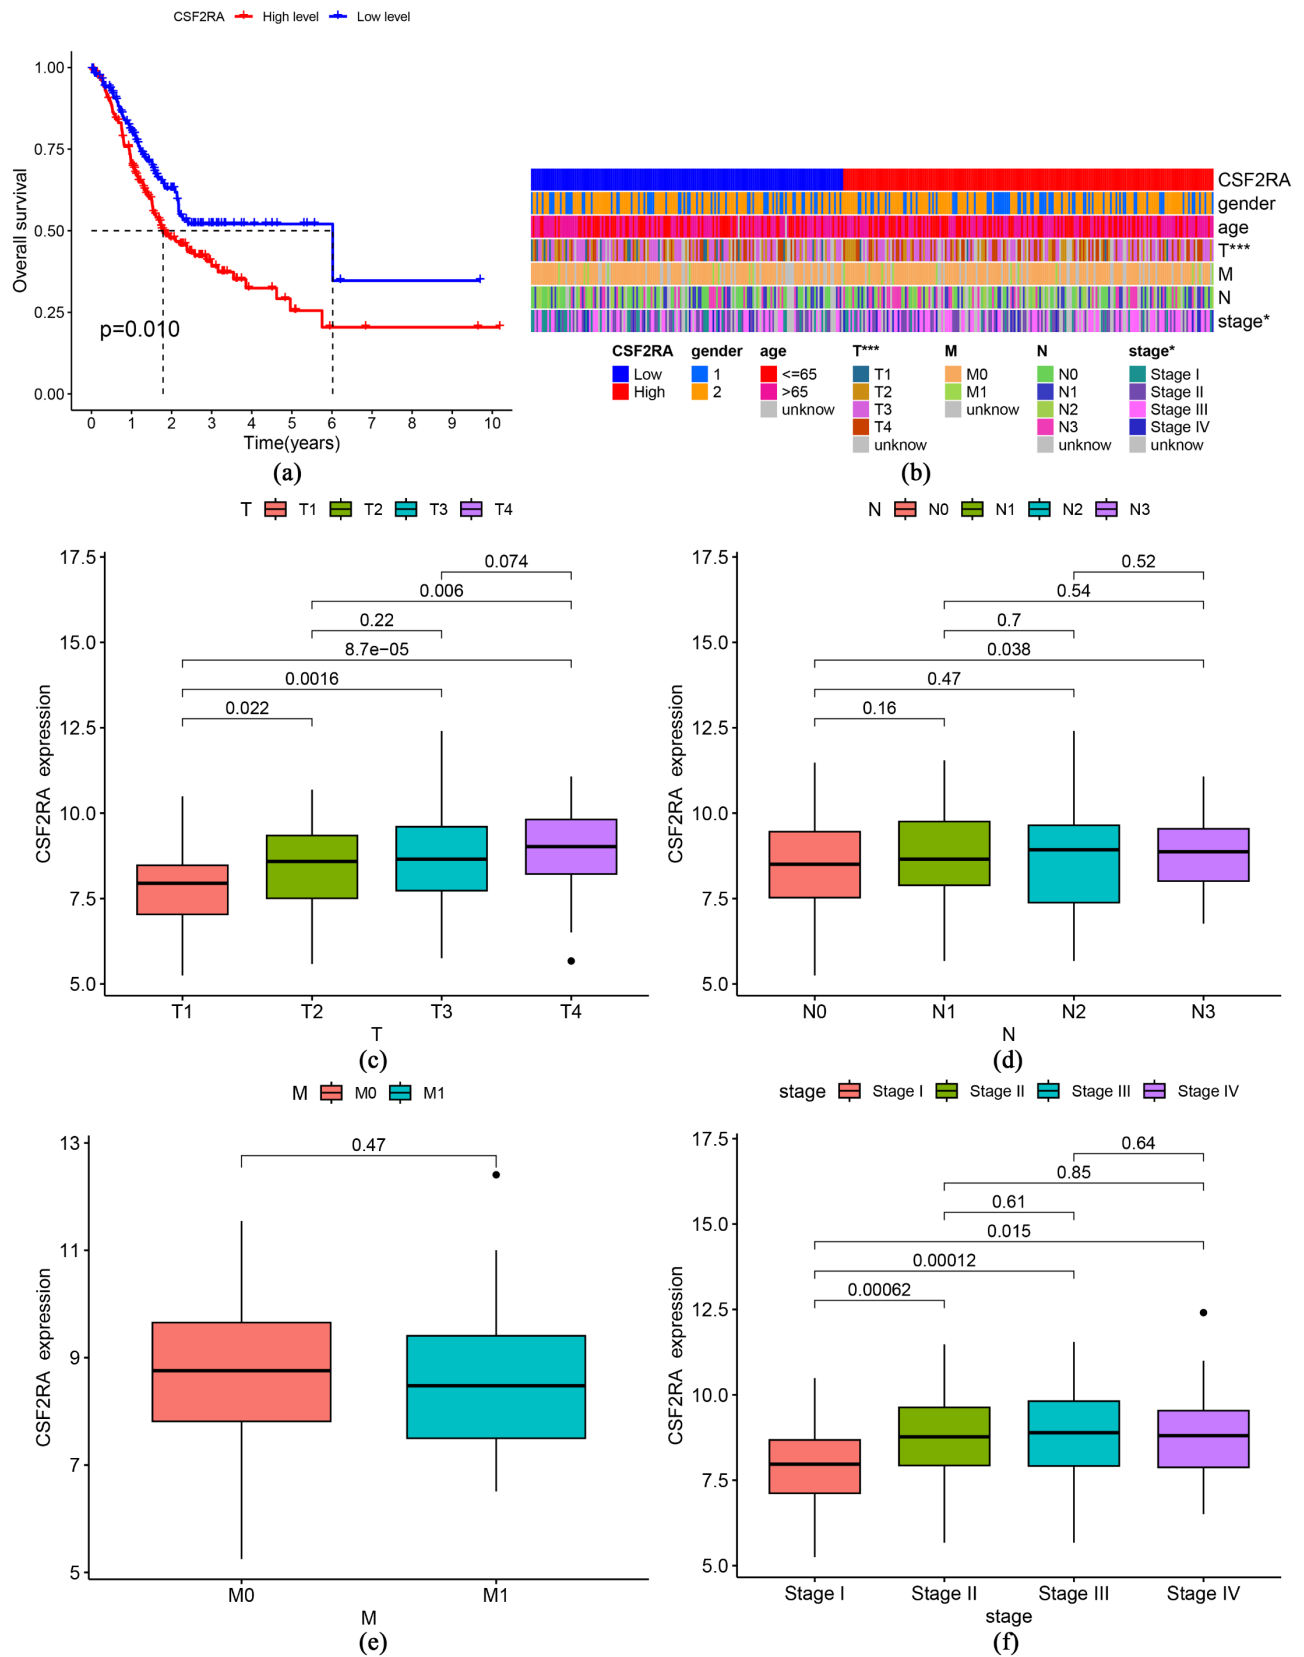 CSF2RA High level Low level
1.00
0.75
0.50
0.25
0.00
Overall survival
p=0.010
0 1 2 3 4 5 6 7 8 9 10
Time(years)
(a)
CSF2RA
gender
age
T***
M
N
stage*
CSF2RA gender age T*** M N stage*
Low 1 <=65 T1 M0 N0 Stage I
High 2 >65 T2 M1 N1 Stage II
unknow T3 unknow N2 Stage III
T4 N3 Stage IV
unknow unknow unknow
(b)
T T1 T2 T3 T4
17.5
15.0
12.5
10.0
7.5
5.0
CSF2RA expression
0.074
0.006
0.22
8.7e−05
0.0016
0.022
T1 T2 T3 T4
T
(c)
N N0 N1 N2 N3
17.5
15.0
12.5
10.0
7.5
5.0
CSF2RA expression
0.52
0.54
0.7
0.038
0.47
0.16
N0 N1 N2 N3
N
(d)
M M0 M1
13
11
9
7
5
CSF2RA expression
0.47
M0 M1
M
(e)
stage Stage I Stage II Stage III Stage IV
17.5
15.0
12.5
10.0
7.5
5.0
CSF2RA expression
0.64
0.85
0.61
0.015
0.00012
0.00062
Stage I Stage II Stage III Stage IV
stage
(f)